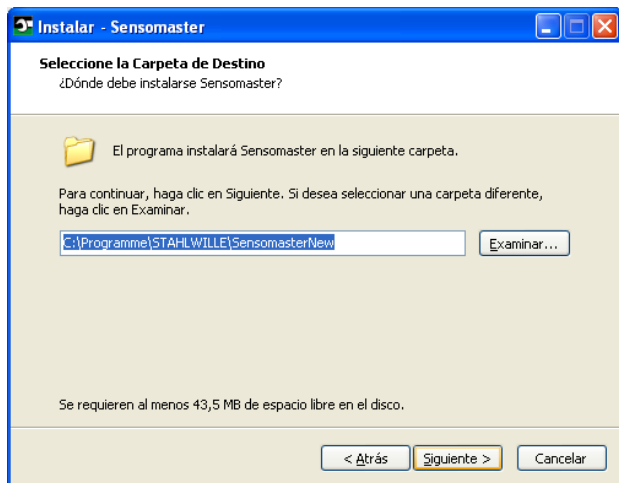 Instalar - Sensomaster
Seleccione la Carpeta de Destino
¿Dónde debe instalarse Sensomaster?
El programa instalará Sensomaster en la siguiente carpeta.
Para continuar, haga clic en Siguiente. Si desea seleccionar una carpeta diferente,
haga clic en Examinar.
C:\Programme\STAHLWILLE\SensomasterNew
Examinar...
Se requieren al menos 43,5 MB de espacio libre en el disco.
< Atrás Siguiente > Cancelar